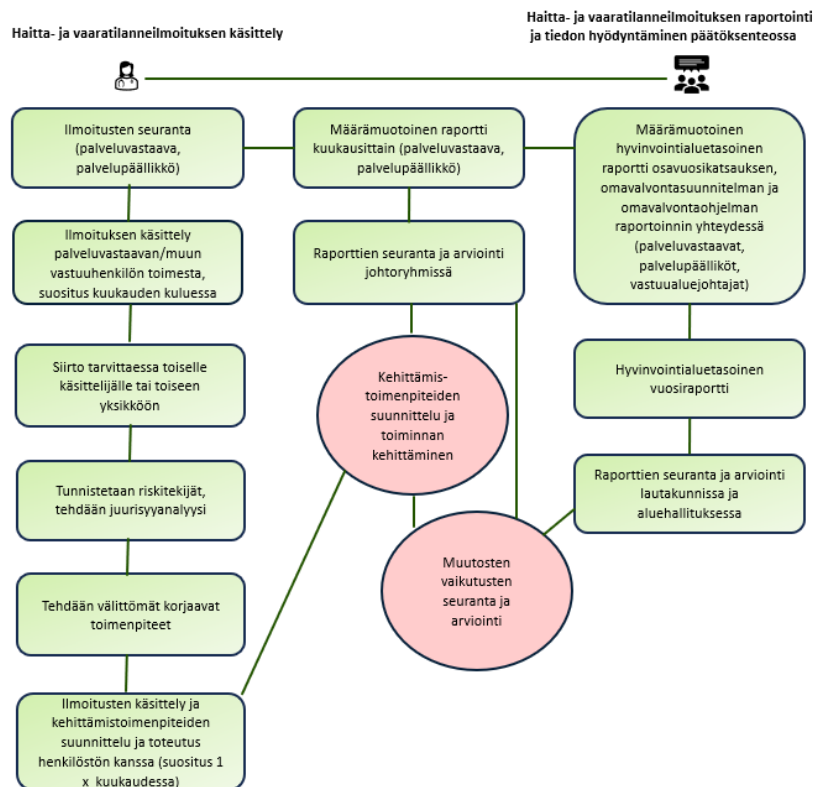 Haitta- ja vaaratilanneilmoituksen käsittely
Haitta- ja vaaratilanneilmoituksen raportointi
ja tiedon hyödyntäminen päätöksenteossa
Ilmoitusten seuranta
(palveluvastaava,
palvelupäällikkö)
Ilmoituksen käsittely
palveluvastaavan/muun
vastuuhenkilön toimesta,
suositus kuukauden kuluessa
Siirto tarvittaessa toiselle
käsittelijälle tai toiseen
yksikköön
Tunnistetaan riskitekijät,
tehdään juurisyyanalyysi
Tehdään välittömät korjaavat
toimenpiteet
Ilmoitusten käsittely ja
kehittämistoimenpiteiden
suunnittelu ja toteutus
henkilöstön kanssa (suositus 1
x kuukaudessa)
Määrämuotoinen raportti
kuukausittain (palveluvastaava,
palvelupäällikkö)
Raporttien seuranta ja arviointi
johtoryhmissä
Kehittämis-
toimenpiteiden
suunnittelu ja
toiminnan
kehittäminen
Muutosten
vaikutusten
seuranta ja
arviointi
Määrämuotoinen
hyvinvointialuetasoinen
raportti osavuosikatsauksen,
omavalvontasuunnitelman ja
omavalvontaohjelman
raportoinnin yhteydessä
(palveluvastaavat,
palvelupäälliköt,
vastuualuejohtajat)
Hyvinvointialuetasoinen
vuosiraportti
Raporttien seuranta ja arviointi
lautakunnissa ja
aluehallituksessa